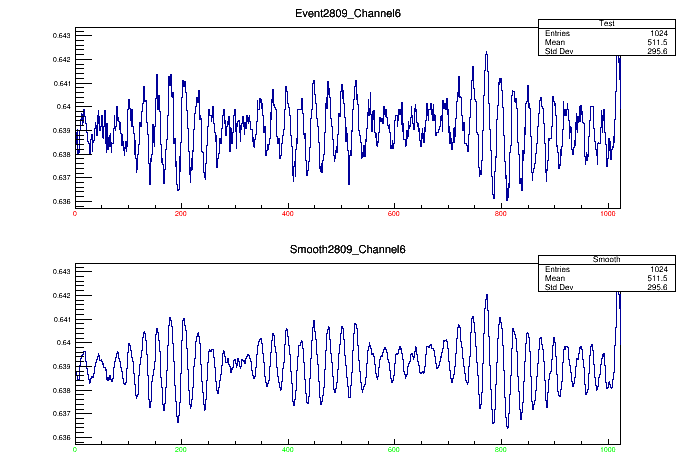 Event2809_Channel6
Test
Entries 1024
Mean 511.5
Std Dev 295.6
0.643
0.642
0.641
0.64
0.639
0.638
0.637
0.636
0 200 400 600 800 1000
Smooth2809_Channel6
Smooth
Entries 1024
Mean 511.5
Std Dev 295.6
0.643
0.642
0.641
0.64
0.639
0.638
0.637
0.636
0 200 400 600 800 1000